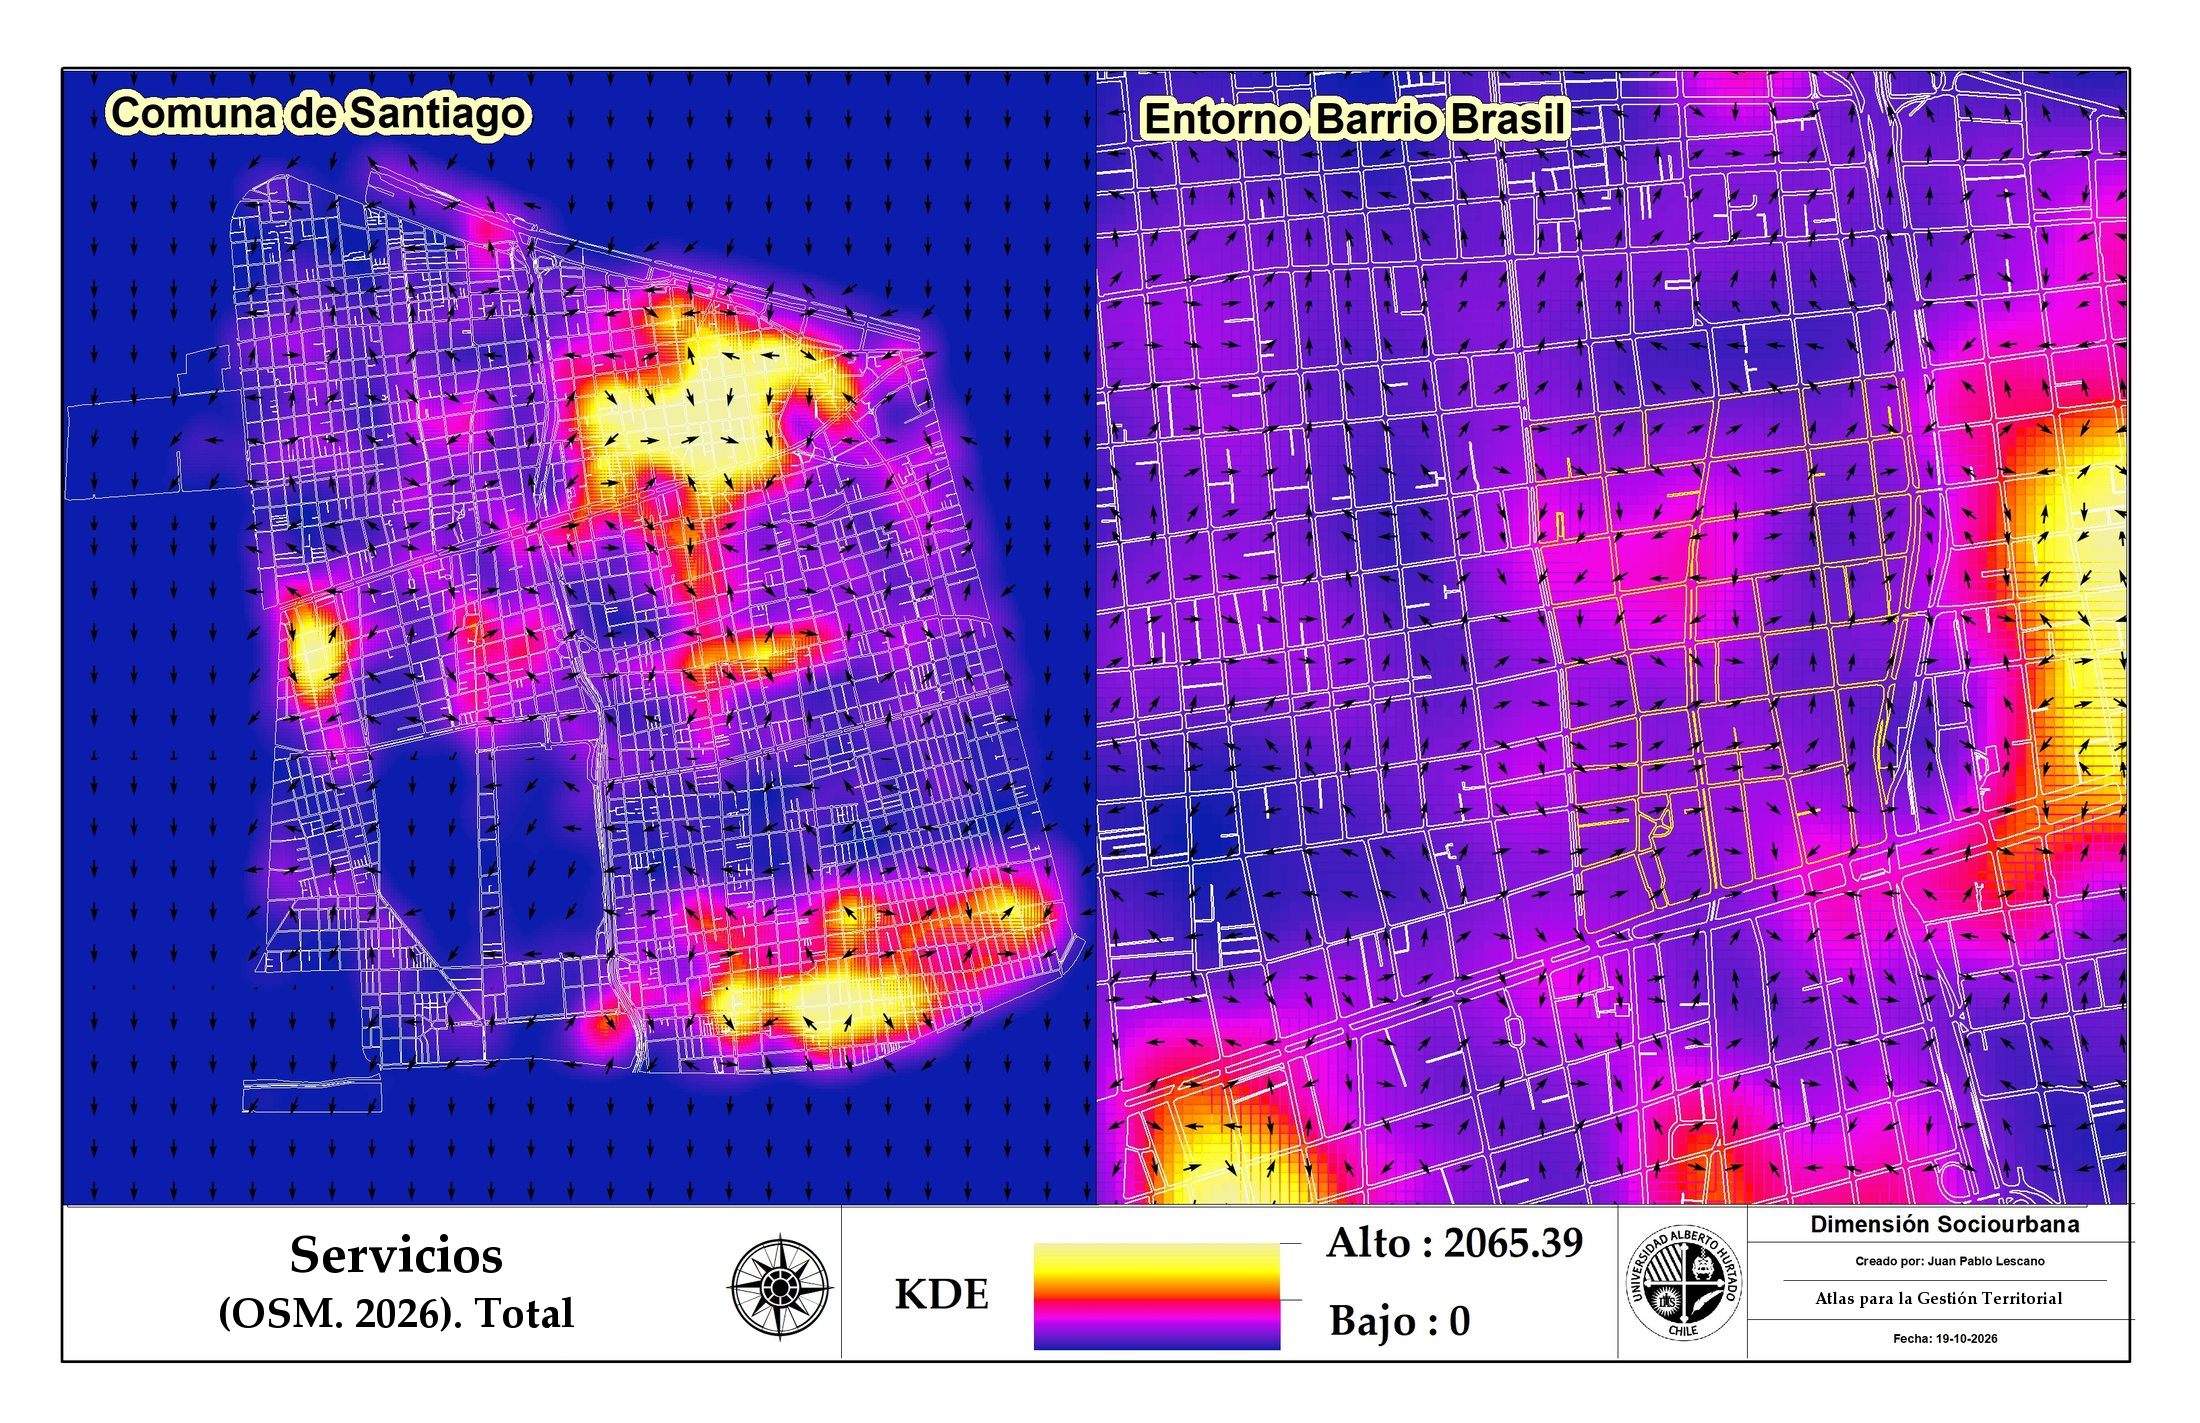 Comuna de Santiago
Entorno Barrio Brasil
Servicios
(OSM. 2026). Total
KDE
Alto : 2065.39
Bajo : 0
UNIVERSIDAD ALBERTO HURTADO
CHILE
Dimensión Sociourbana
Creado por: Juan Pablo Lescano
Atlas para la Gestión Territorial
Fecha: 19-10-2026